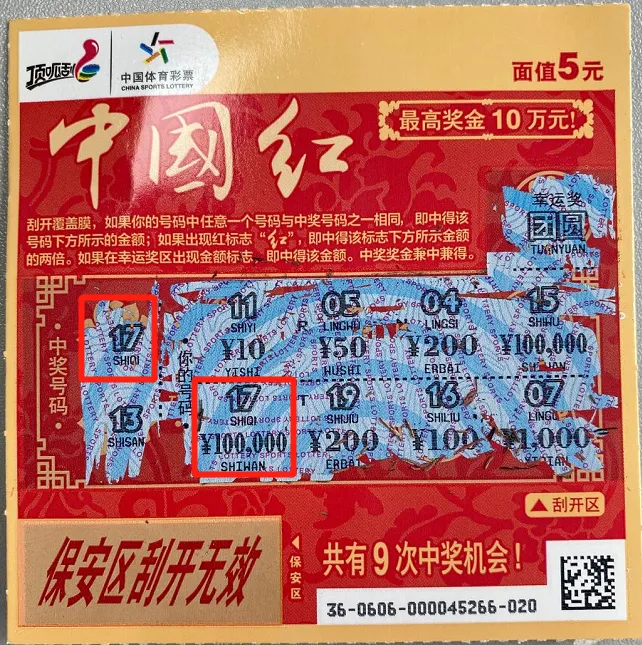 顶呱刮
中国体育彩票
CHINA SPORTS LOTTERY
面值5元
中國红
最高奖金10万元!
刮开覆盖膜，如果你的号码中任意一个号码与中奖号码之一相同，即中得该
号码下方所示的金额；如果出现红标志“红”，即中得该标志下方所示金额
的两倍。如果在幸运奖区出现金额标志，即中得该金额。中奖奖金兼中兼得。
幸运奖
团圆
TUANYUAN
中奖号码
17
SHIQI
13
SHISAN
你的号码
11 05 04 15
SHIYI LINGWU LINGSI SHIWU
¥10 ¥50 ¥200 ¥100,000
YISHI WUSHI ERBAI SHIWAN
17 19 16 07
SHIQI SHIJIU SHILIU LINGQI
¥100,000 ¥200 ¥100 ¥1,000
SHIWAN ERBAI YIQIAN
刮开区
保安区刮开无效
保安区
共有9次中奖机会！
36-0606-000045266-020